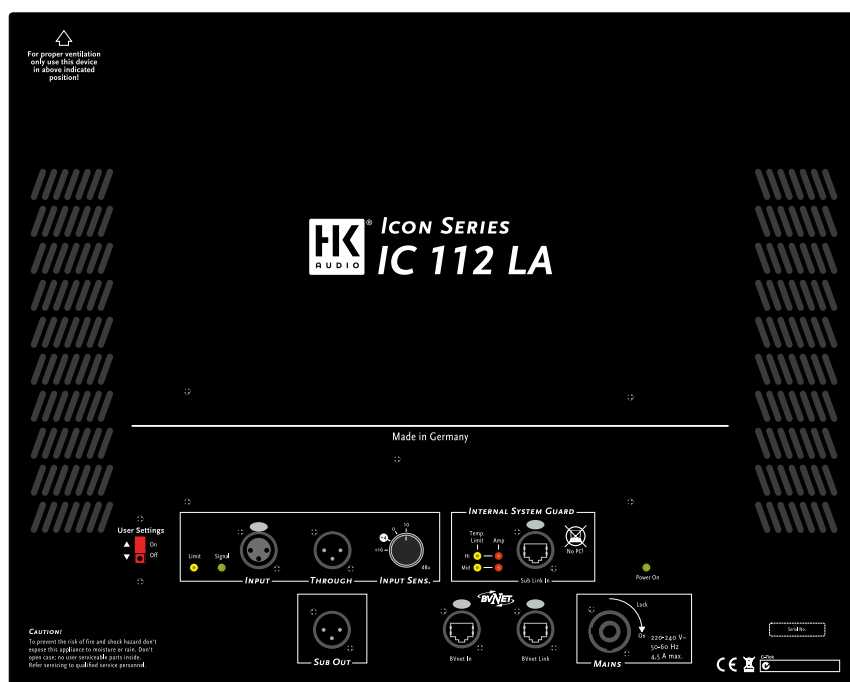 For proper ventilation
only use this device
in above indicated
position!
HK
AUDIO
®
ICON SERIES
IC 112 LA
Made in Germany
User Settings
On
Off
Limit
Signal
INPUT
THROUGH
10
0
+4
+16
dBu
INPUT SENS.
INTERNAL SYSTEM GUARD
Temp.
Limit
Amp
Hi
Mid
Sub Link In
No PC!
Power On
SUB OUT
BVNET
BVnet In
BVnet Link
Lock
On
220-240 V~
50-60 Hz
4,5 A max.
MAINS
Serial No.
CE
C-Tick
CAUTION!
To prevent the risk of fire and shock hazard don't
expose this appliance to moisture or rain. Don't
open case; no user serviceable parts inside.
Refer servicing to qualified service personnel.